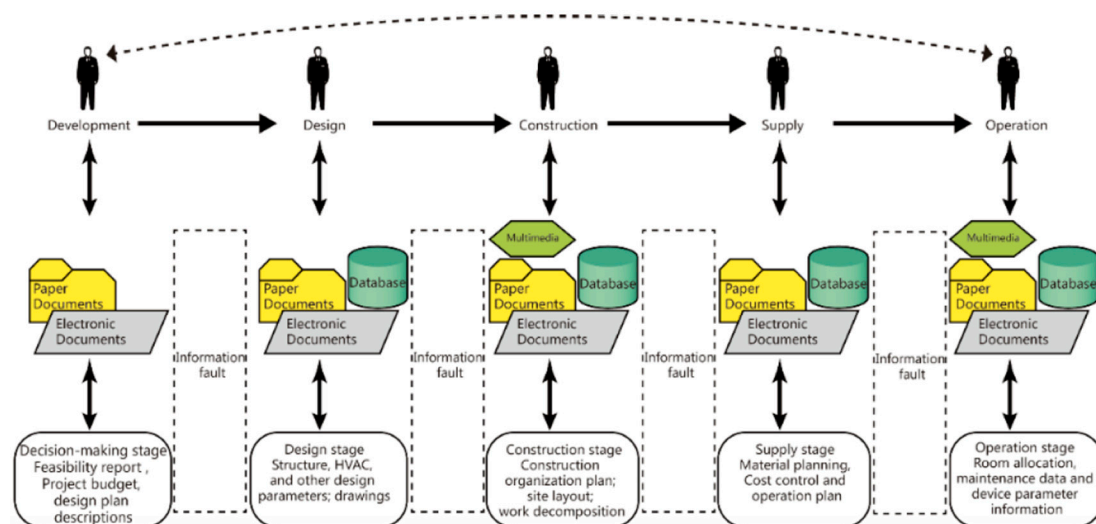 Development
Design
Construction
Supply
Operation
Multimedia
Multimedia
Paper
Documents
Paper
Documents
Database
Paper
Documents
Database
Paper
Documents
Database
Paper
Documents
Database
Electronic
Documents
Electronic
Documents
Electronic
Documents
Electronic
Documents
Electronic
Documents
Information
fault
Information
fault
Information
fault
Information
fault
Decision-making stage
Feasibility report ,
Project budget,
design plan
descriptions
Design stage
Structure, HVAC,
and other design
parameters; drawings
Construction stage
Construction
organization plan;
site layout;
work decomposition
Supply stage
Material planning,
Cost control and
operation plan
Operation stage
Room allocation,
maintenance data and
device parameter
information